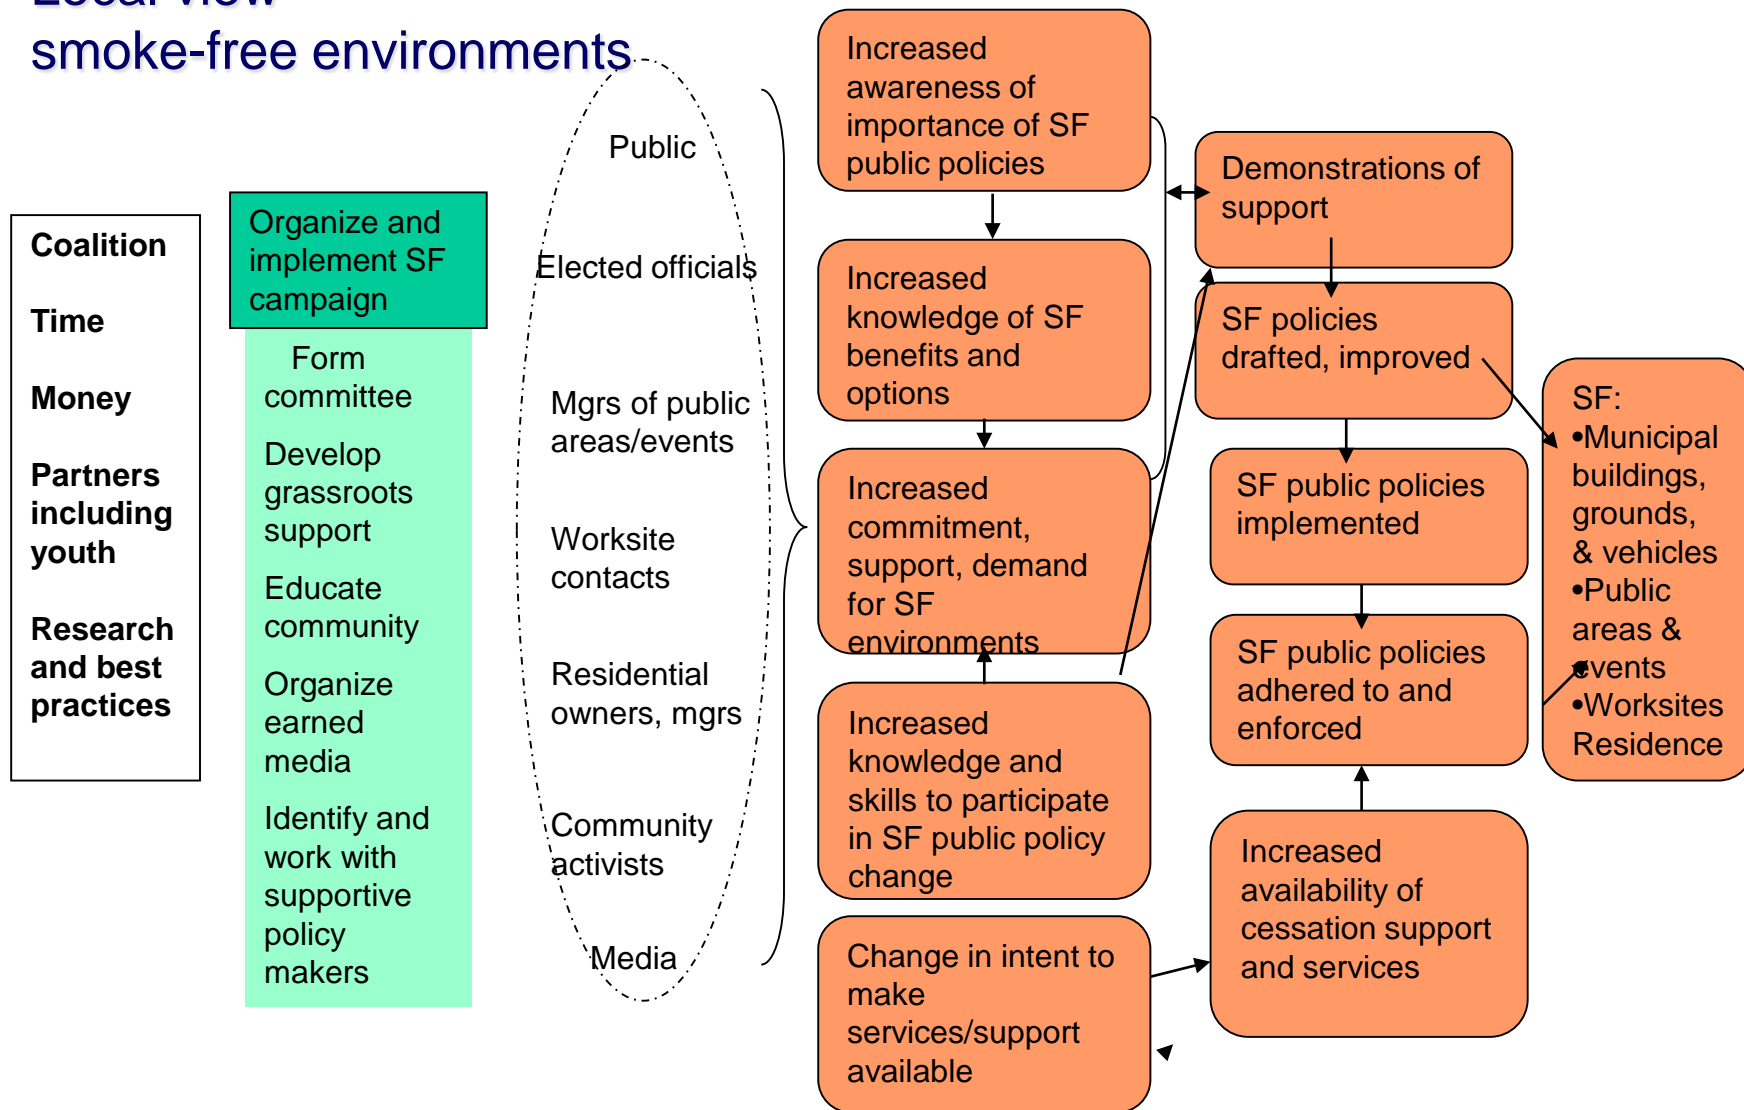 Local view
smoke-free environments
Coalition
Time
Money
Partners
including
youth
Research
and best
practices
Organize and
implement SF
campaign
Form
committee
Develop
grassroots
support
Educate
community
Organize
earned
media
Identify and
work with
supportive
policy
makers
Public
Elected officials
Mgrs of public
areas/events
Worksite
contacts
Residential
owners, mgrs
Community
activists
Media
Increased
awareness of
importance of SF
public policies
Increased
knowledge of SF
benefits and
options
Increased
commitment,
support, demand
for SF
environments
Increased
knowledge and
skills to participate
in SF public policy
change
Change in intent to
make
services/support
available
Demonstrations of
support
SF policies
drafted, improved
SF public policies
implemented
SF public policies
adhered to and
enforced
Increased
availability of
cessation support
and services
SF:
•Municipal
buildings,
grounds,
& vehicles
•Public
areas &
events
•Worksites
Residence